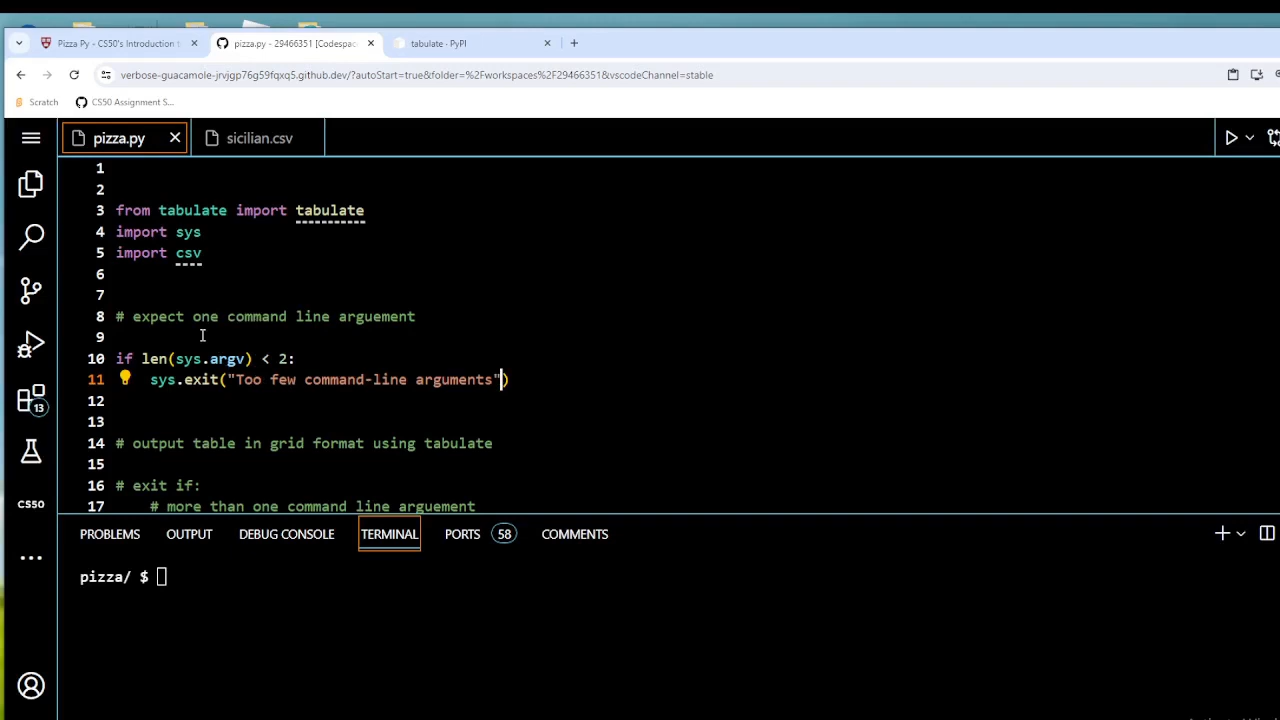 Pizza Py - CS50's Introduction t
pizza.py - 29466351 [Codespac
tabulate · PyPI
verbose-guacamole-jrvjgp76g59fqxq5.github.dev/?autoStart=true&folder=%2Fworkspaces%2F29466351&vscodeChannel=stable
Scratch
CS50 Assignment S...
pizza.py
sicilian.csv
1
2
3 from tabulate import tabulate
4 import sys
5 import csv
6
7
8 # expect one command line arguement
9
10 if len(sys.argv) < 2:
11 sys.exit("Too few command-line arguments")
12
13
14 # output table in grid format using tabulate
15
16 # exit if:
17 # more than one command line arguement
13
CS50
PROBLEMS OUTPUT DEBUG CONSOLE TERMINAL PORTS 58 COMMENTS
pizza/ $